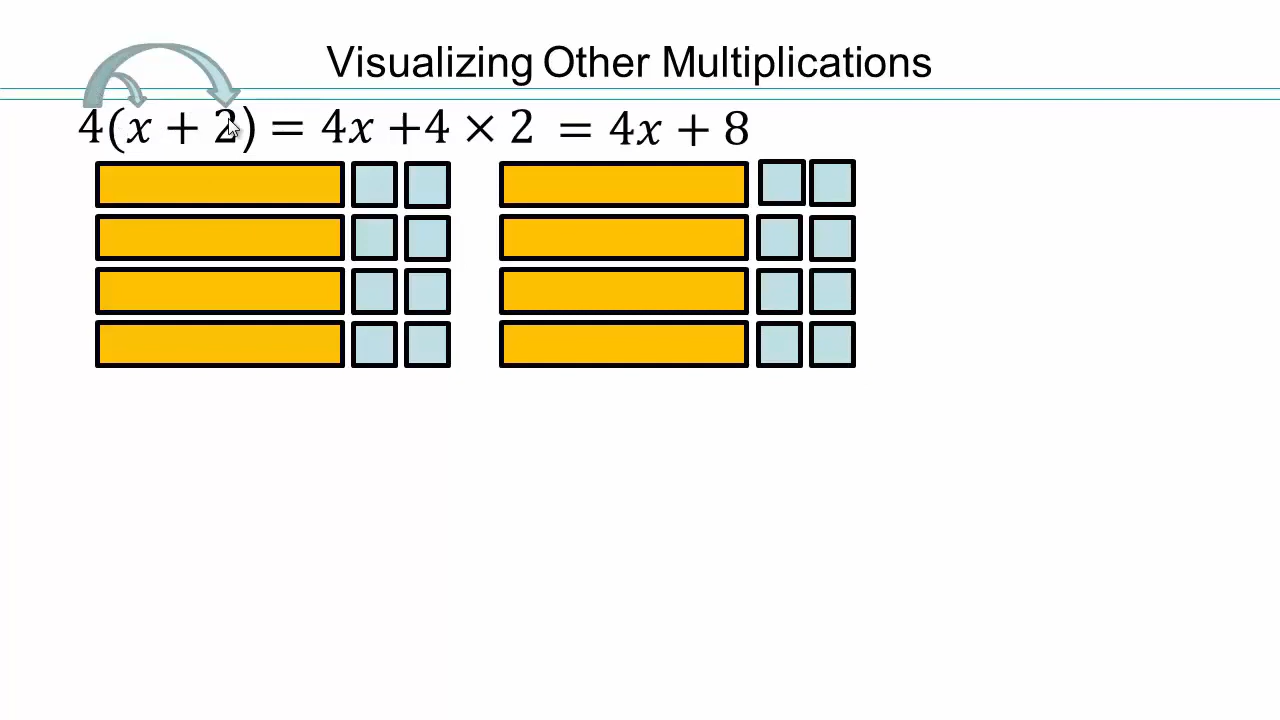 Visualizing Other Multiplications
4(x + 2) = 4x +4 × 2 = 4x + 8